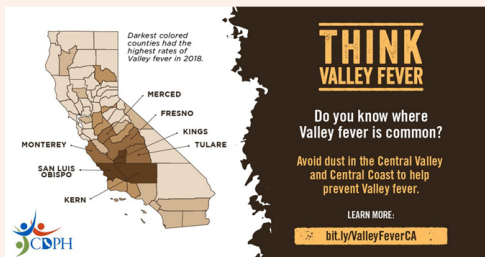 Darkest colored
counties had the
highest rates of
Valley fever in 2018.
MERCED
FRESNO
KINGS
TULARE
MONTEREY
SAN LUIS
OBISPO
KERN
CDPH
THINK
VALLEY FEVER
Do you know where
Valley fever is common?
Avoid dust in the Central Valley
and Central Coast to help
prevent Valley fever.
LEARN MORE:
bit.ly/ValleyFeverCA